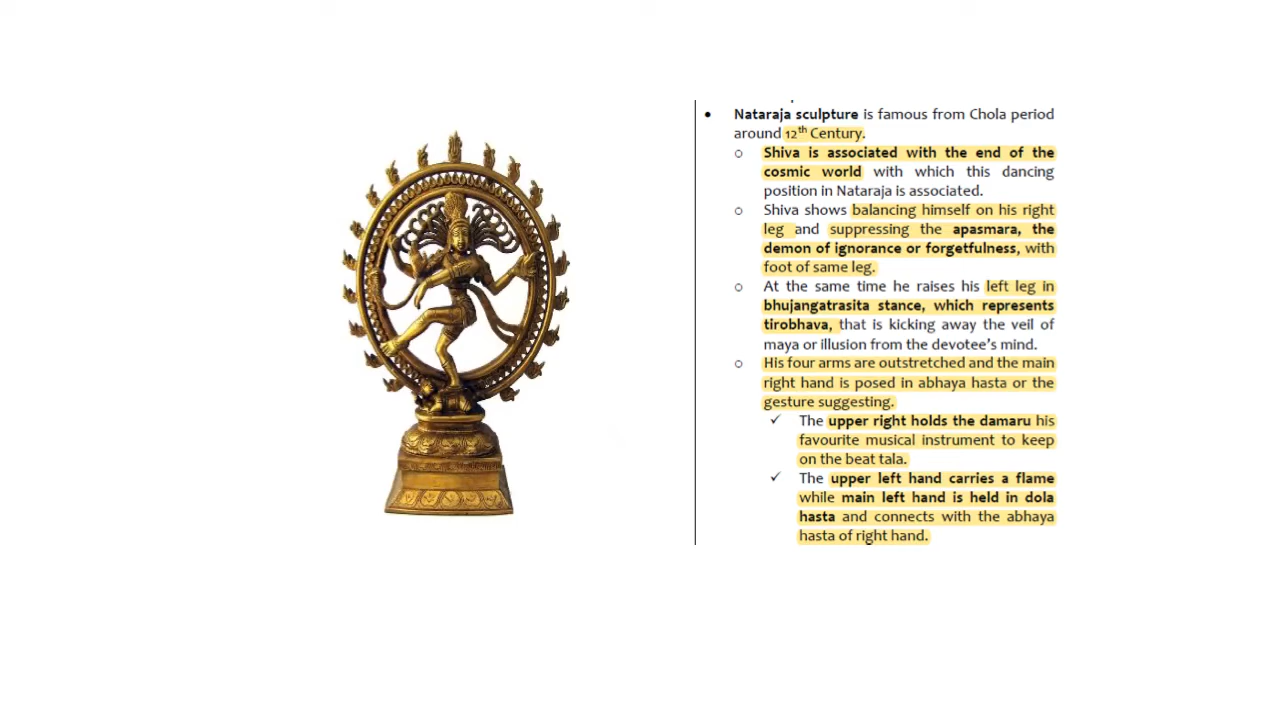 • Nataraja sculpture is famous from Chola period
around 12th Century.
o Shiva is associated with the end of the
cosmic world with which this dancing
position in Nataraja is associated.
o Shiva shows balancing himself on his right
leg and suppressing the apasmara, the
demon of ignorance or forgetfulness, with
foot of same leg.
o At the same time he raises his left leg in
bhujangatrasita stance, which represents
tirobhava, that is kicking away the veil of
maya or illusion from the devotee's mind.
o His four arms are outstretched and the main
right hand is posed in abhaya hasta or the
gesture suggesting.
✓ The upper right holds the damaru his
favourite musical instrument to keep
on the beat tala.
✓ The upper left hand carries a flame
while main left hand is held in dola
hasta and connects with the abhaya
hasta of right hand.